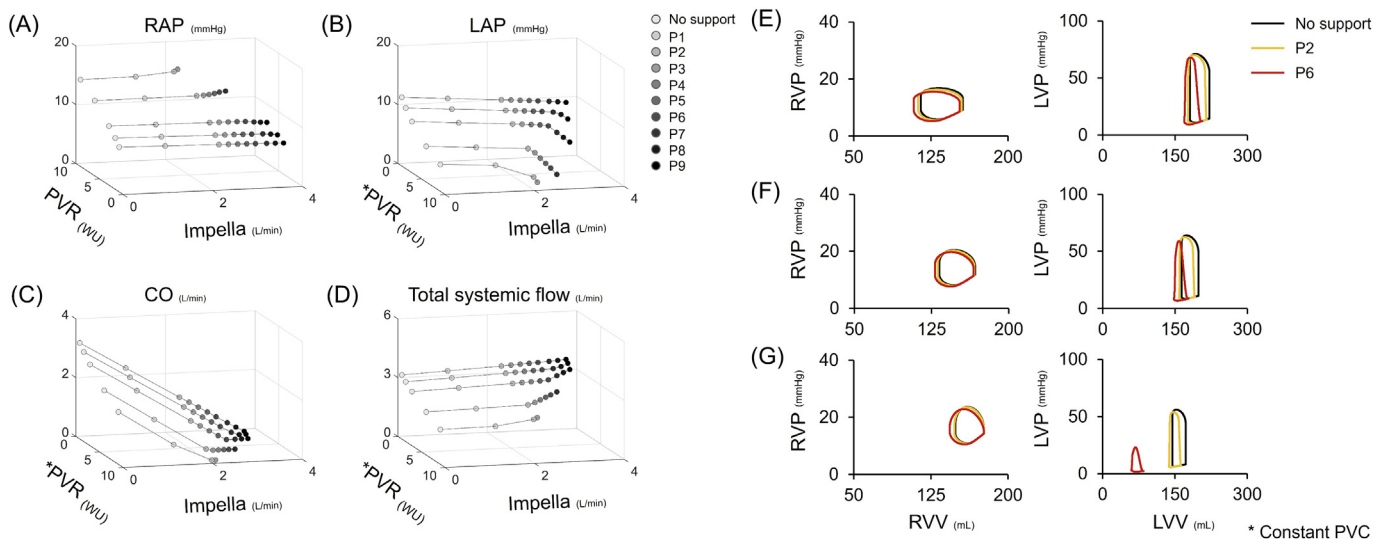 (A)
RAP (mmHg)
20
10
0
10
5
0
PVR (WU)
0
2
4
Impella (L/min)
(B)
LAP (mmHg)
20
10
0
0
5
10
*PVR (WU)
0
2
4
Impella (L/min)
No support
P1
P2
P3
P4
P5
P6
P7
P8
P9
(C)
CO (L/min)
4
2
0
0
5
10
*PVR (WU)
0
2
4
Impella (L/min)
(D)
Total systemic flow (L/min)
6
3
0
0
5
10
*PVR (WU)
0
2
4
Impella (L/min)
(E)
RVP (mmHg)
40
20
0
50
125
200
LVP (mmHg)
100
50
0
0
150
300
No support
P2
P6
(F)
RVP (mmHg)
40
20
0
50
125
200
LVP (mmHg)
100
50
0
0
150
300
(G)
RVP (mmHg)
40
20
0
50
125
200
RVV (mL)
LVP (mmHg)
100
50
0
0
150
300
LVV (mL)
* Constant PVC